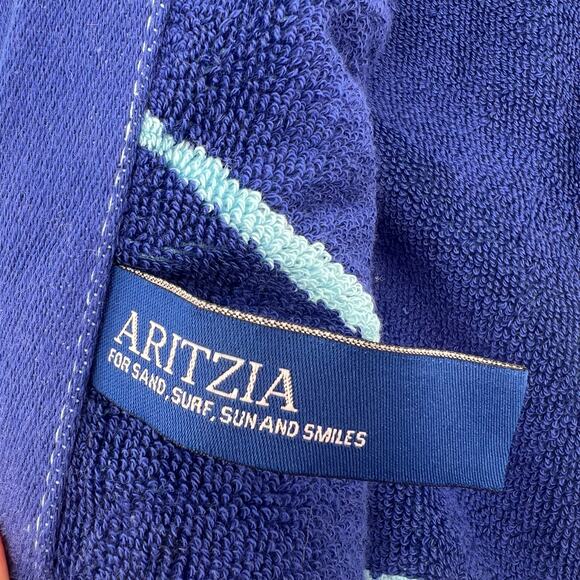 ARITZIA
FOR SAND, SURF, SUN AND SMILES